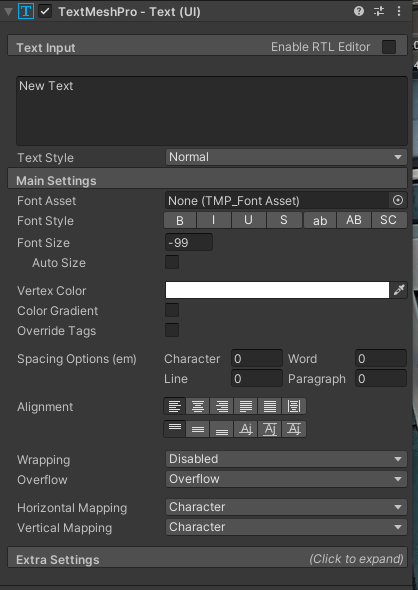 TextMeshPro - Text (UI)
Text Input Enable RTL Editor
New Text
Text Style Normal
Main Settings
Font Asset None (TMP_Font Asset)
Font Style B I U S ab AB SC
Font Size -99
Auto Size
Vertex Color
Color Gradient
Override Tags
Spacing Options (em) Character 0 Word 0
Line 0 Paragraph 0
Alignment
Wrapping Disabled
Overflow Overflow
Horizontal Mapping Character
Vertical Mapping Character
Extra Settings (Click to expand)